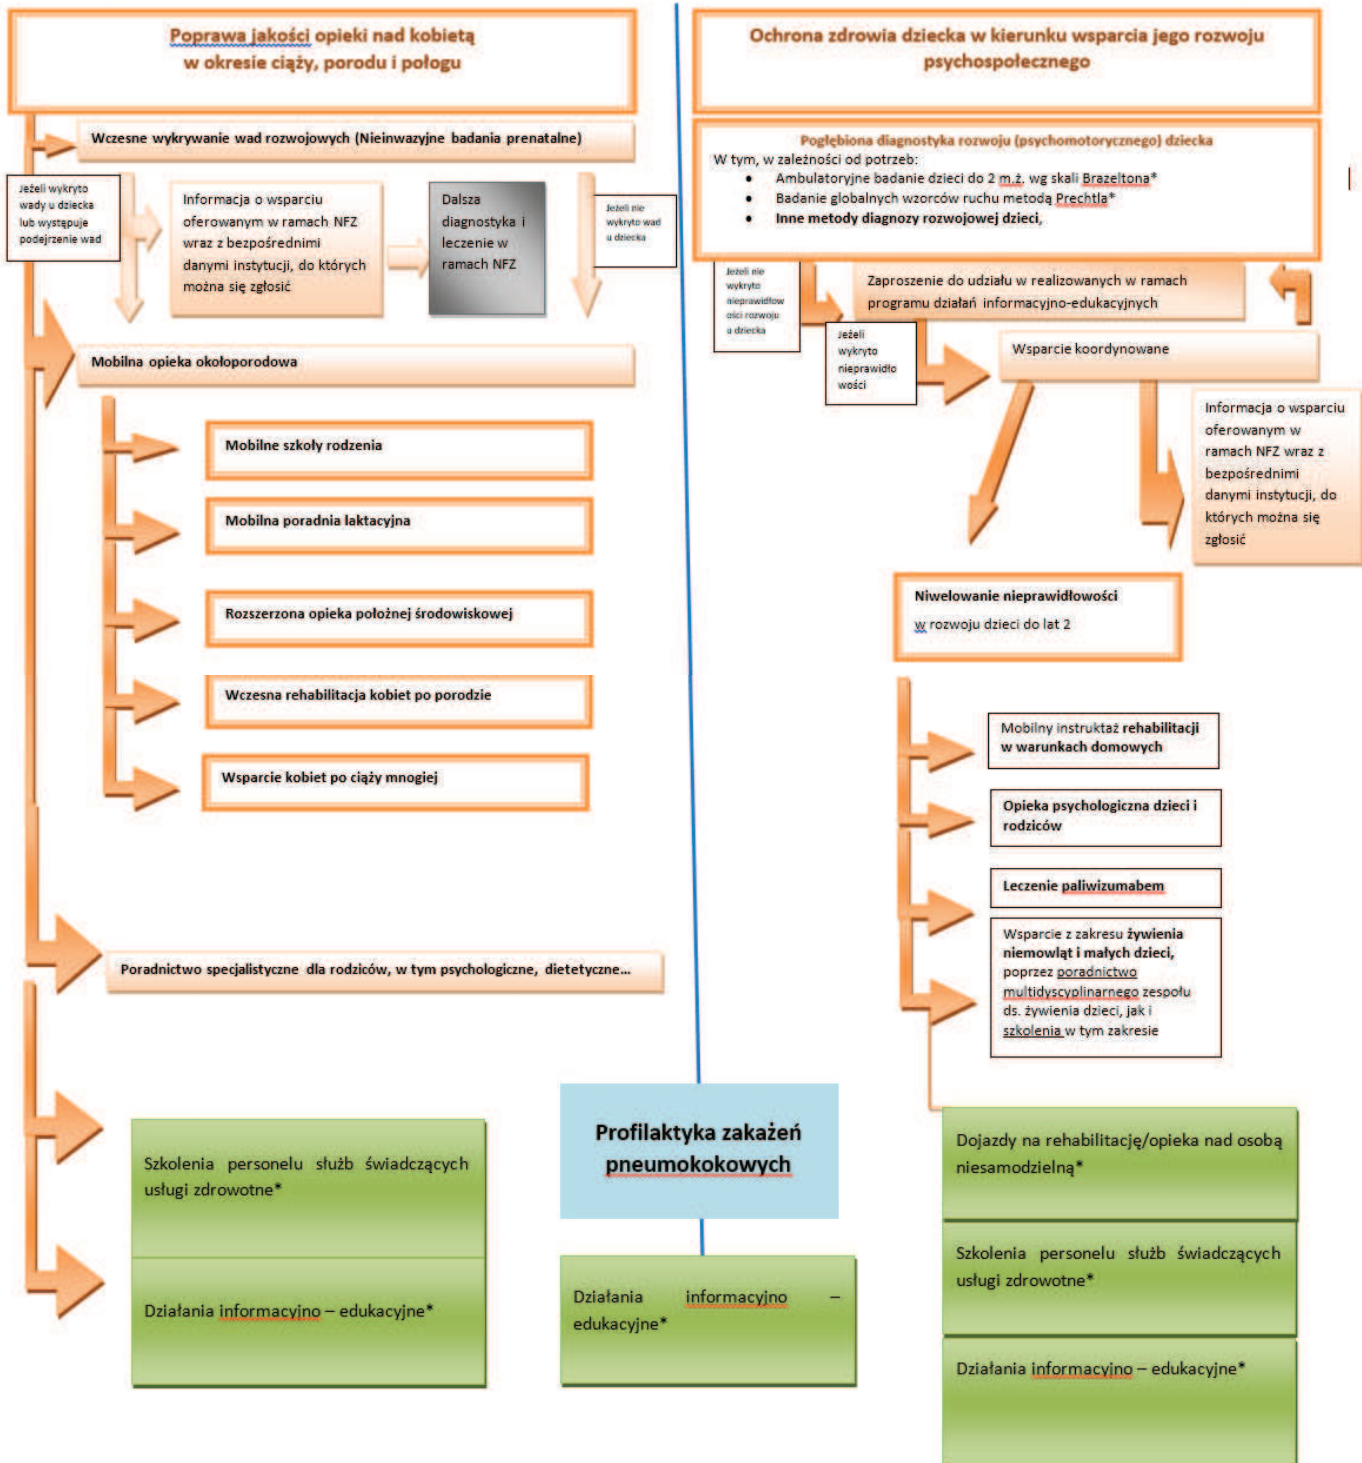 Poprawa jakości opieki nad kobietą
w okresie ciąży, porodu i połogu
Wczesne wykrywanie wad rozwojowych (Nieinwazyjne badania prenatalne)
Jeżeli wykryto
wady u dziecka
lub występuje
podejrzenie wad
Informacja o wsparciu
oferowanym w ramach NFZ
wraz z bezpośrednimi
danymi instytucji, do których
można się zgłosić
Dalsza
diagnostyka i
leczenie w
ramach NFZ
Jeżeli nie
wykryto wad
u dziecka
Mobilna opieka okołoporodowa
Mobilne szkoły rodzenia
Mobilna poradnia laktacyjna
Rozszerzona opieka położnej środowiskowej
Wczesna rehabilitacja kobiet po porodzie
Wsparcie kobiet po ciąży mnogiej
Poradnictwo specjalistyczne dla rodziców, w tym psychologiczne, dietetyczne...
Szkolenia personelu służb świadczących
usługi zdrowotne*
Działania informacyjno – edukacyjne*
Profilaktyka zakażeń
pneumokokowych
Działania informacyjno –
edukacyjne*
Ochrona zdrowia dziecka w kierunku wsparcia jego rozwoju
psychospołecznego
Pogłębiona diagnostyka rozwoju (psychomotorycznego) dziecka
W tym, w zależności od potrzeb:
• Ambulatoryjne badanie dzieci do 2 m.ż. wg skali Brazeltona*
• Badanie globalnych wzorców ruchu metodą Prechtla*
• Inne metody diagnozy rozwojowej dzieci,
Jeżeli nie
wykryto
nieprawidłow
ości rozwoju
u dziecka
Zaproszenie do udziału w realizowanych w ramach
programu działań informacyjno-edukacyjnych
Jeżeli
wykryto
nieprawidło
wości
Wsparcie koordynowane
Informacja o wsparciu
oferowanym w
ramach NFZ wraz z
bezpośrednimi
danymi instytucji, do
których można się
zgłosić
Niwelowanie nieprawidłowości
w rozwoju dzieci do lat 2
Mobilny instruktaż rehabilitacji
w warunkach domowych
Opieka psychologiczna dzieci i
rodziców
Leczenie paliwizumabem
Wsparcie z zakresu żywienia
niemowląt i małych dzieci,
poprzez poradnictwo
multidyscyplinarnego zespołu
ds. żywienia dzieci, jak i
szkolenia w tym zakresie
Dojazdy na rehabilitację/opieka nad osobą
niesamodzielną*
Szkolenia personelu służb świadczących
usługi zdrowotne*
Działania informacyjno – edukacyjne*